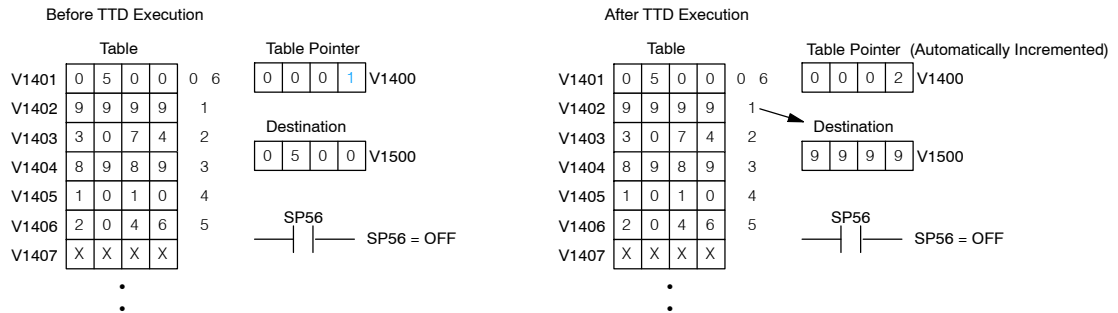 Before TTD Execution
Table
V1401 0 5 0 0 0 6
V1402 9 9 9 9 1
V1403 3 0 7 4 2
V1404 8 9 8 9 3
V1405 1 0 1 0 4
V1406 2 0 4 6 5
V1407 X X X X
Table Pointer
0 0 0 1 V1400
Destination
0 5 0 0 V1500
SP56
SP56 = OFF
After TTD Execution
Table
V1401 0 5 0 0 0 6
V1402 9 9 9 9 1
V1403 3 0 7 4 2
V1404 8 9 8 9 3
V1405 1 0 1 0 4
V1406 2 0 4 6 5
V1407 X X X X
Table Pointer (Automatically Incremented)
0 0 0 2 V1400
Destination
9 9 9 9 V1500
SP56
SP56 = OFF